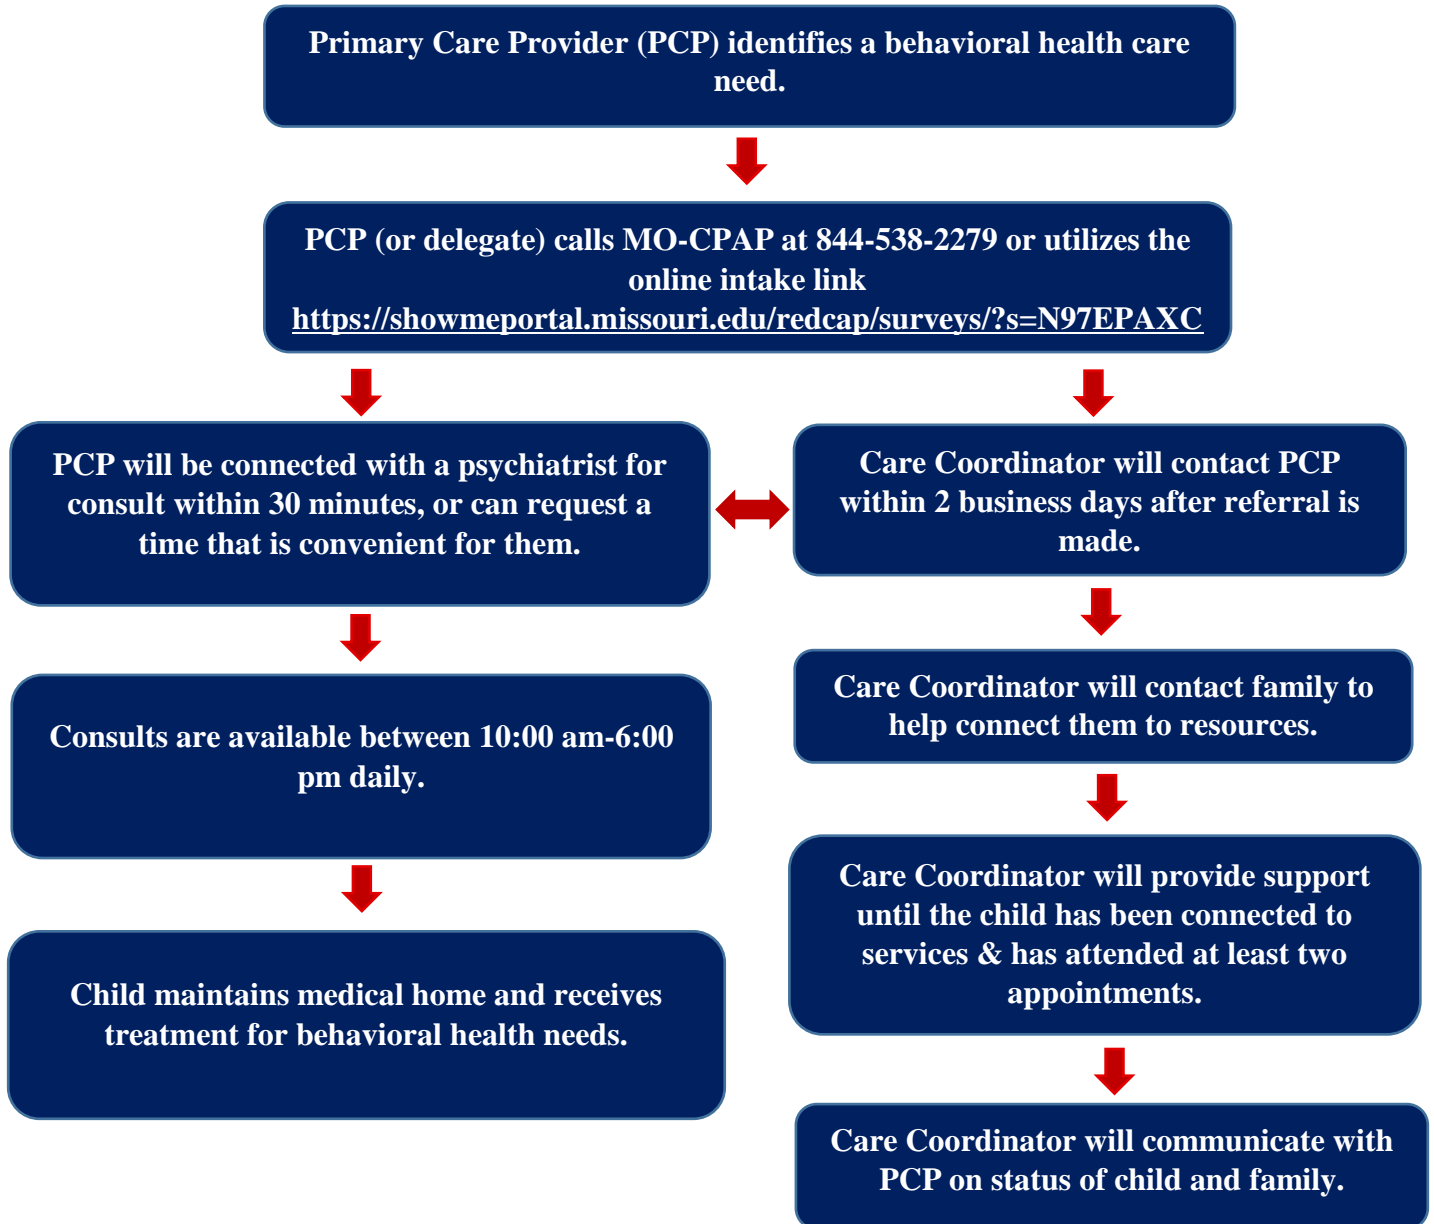 Primary Care Provider (PCP) identifies a behavioral health care
need.
PCP (or delegate) calls MO-CPAP at 844-538-2279 or utilizes the
online intake link
https://showmeportal.missouri.edu/redcap/surveys/?s=N97EPAXC
PCP will be connected with a psychiatrist for
consult within 30 minutes, or can request a
time that is convenient for them.
Consults are available between 10:00 am-6:00
pm daily.
Child maintains medical home and receives
treatment for behavioral health needs.
Care Coordinator will contact PCP
within 2 business days after referral is
made.
Care Coordinator will contact family to
help connect them to resources.
Care Coordinator will provide support
until the child has been connected to
services & has attended at least two
appointments.
Care Coordinator will communicate with
PCP on status of child and family.